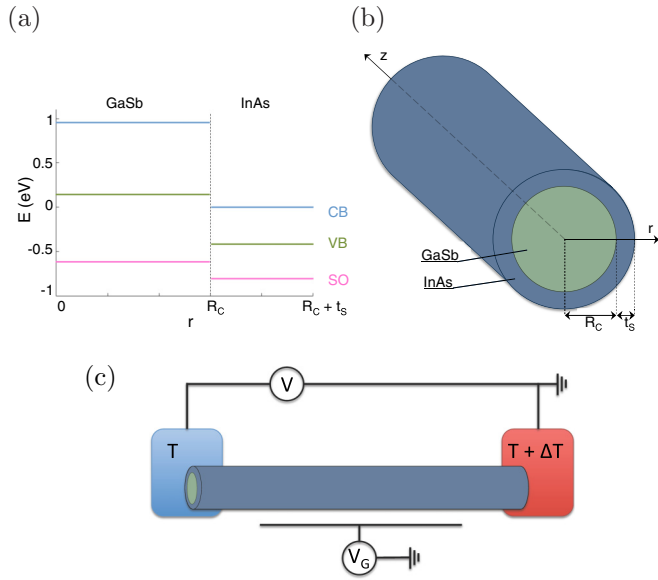 (a)
GaSb InAs
1
0.5
0
-0.5
-1
E (eV)
CB
VB
SO
0 R_C R_C + t_S
r
(b)
z
r
GaSb
InAs
R_C t_S
(c)
V
T T + ΔT
V_G